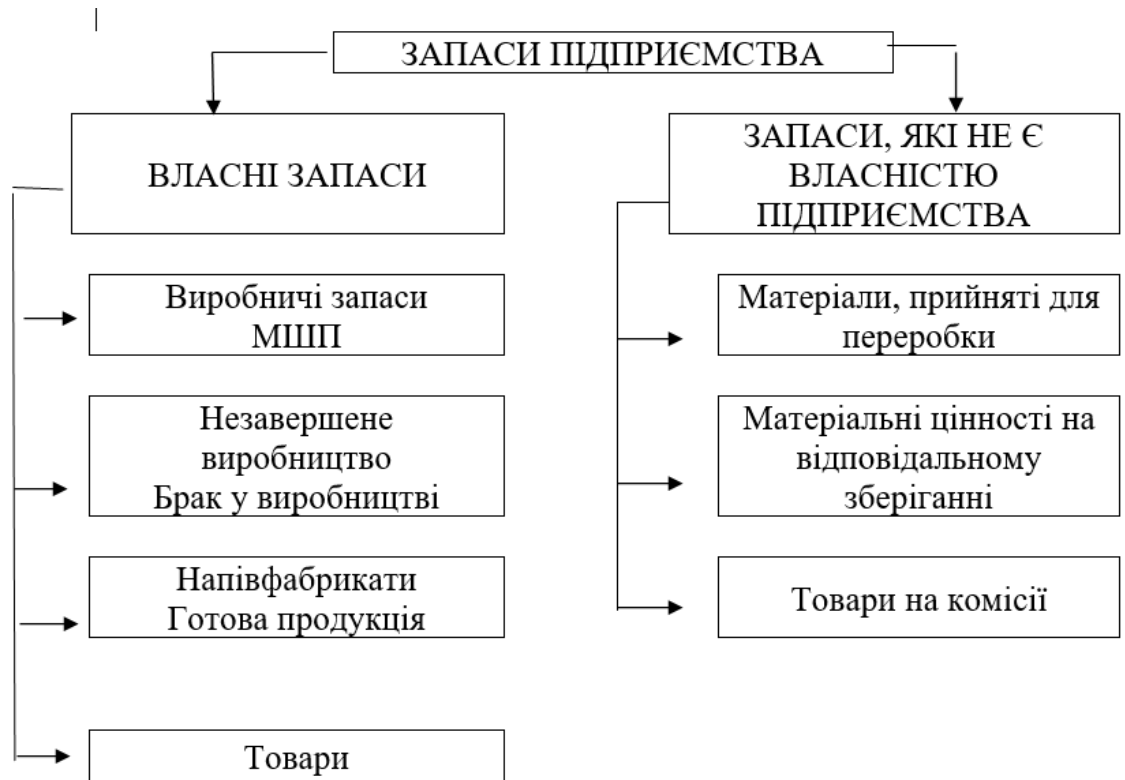 ЗАПАСИ ПІДПРИЄМСТВА
ВЛАСНІ ЗАПАСИ
Виробничі запаси
МШП
Незавершене
виробництво
Брак у виробництві
Напівфабрикати
Готова продукція
Товари
ЗАПАСИ, ЯКІ НЕ Є
ВЛАСНІСТЮ
ПІДПРИЄМСТВА
Матеріали, прийняті для
переробки
Матеріальні цінності на
відповідальному
зберіганні
Товари на комісії